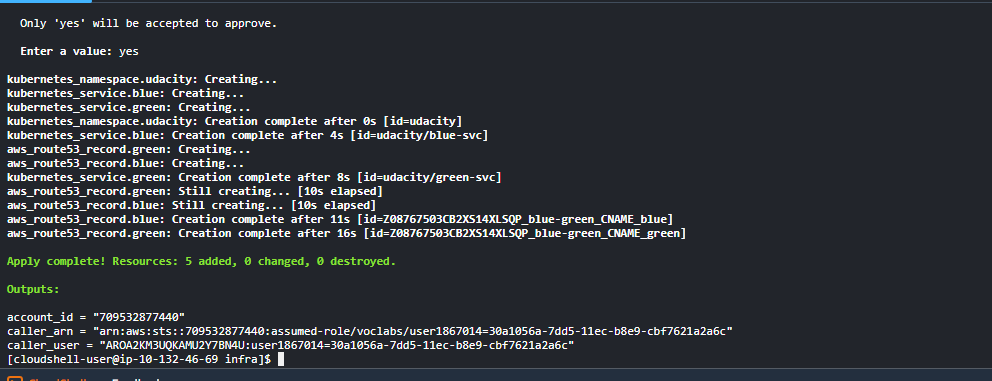 Only 'yes' will be accepted to approve.
Enter a value: yes
kubernetes_namespace.udacity: Creating...
kubernetes_service.blue: Creating...
kubernetes_service.green: Creating...
kubernetes_namespace.udacity: Creation complete after 0s [id=udacity]
kubernetes_service.blue: Creation complete after 4s [id=udacity/blue-svc]
aws_route53_record.green: Creating...
aws_route53_record.blue: Creating...
kubernetes_service.green: Creation complete after 8s [id=udacity/green-svc]
aws_route53_record.green: Still creating... [10s elapsed]
aws_route53_record.blue: Still creating... [10s elapsed]
aws_route53_record.blue: Creation complete after 11s [id=Z08767503CB2XS14XLSQP_blue-green_CNAME_blue]
aws_route53_record.green: Creation complete after 16s [id=Z08767503CB2XS14XLSQP_blue-green_CNAME_green]
Apply complete! Resources: 5 added, 0 changed, 0 destroyed.
Outputs:
account_id = "709532877440"
caller_arn = "arn:aws:sts::709532877440:assumed-role/voclabs/user1867014=30a1056a-7dd5-11ec-b8e9-cbf7621a2a6c"
caller_user = "AROA2KM3UQKAMU2Y7BN4U:user1867014=30a1056a-7dd5-11ec-b8e9-cbf7621a2a6c"
[cloudshell-user@ip-10-132-46-69 infra]$